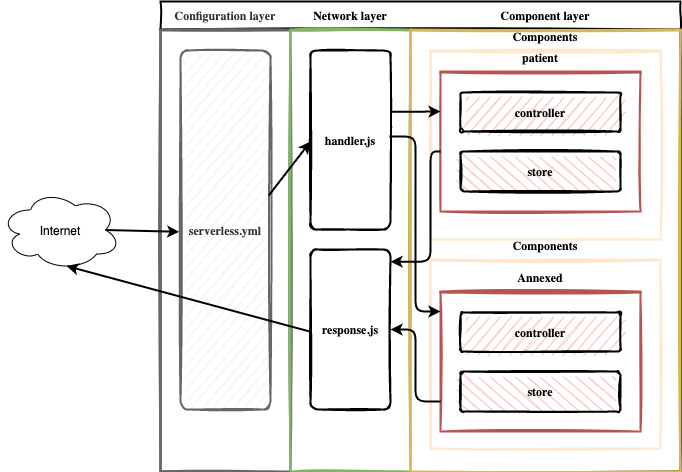 Configuration layer
Network layer
Component layer
Components
patient
controller
handler.js
store
Internet
serverless.yml
Components
Annexed
response.js
controller
store